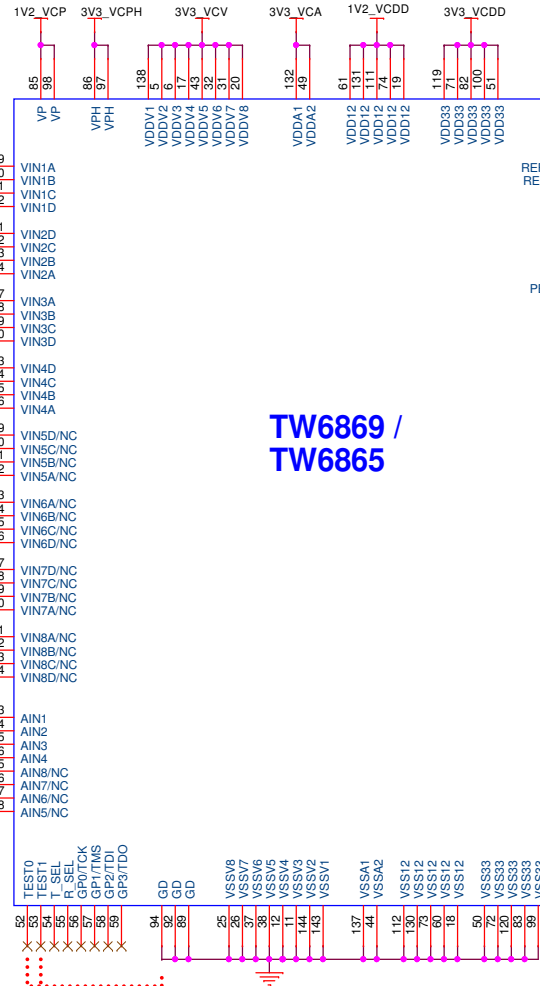 1V2_VCP 3V3_VCPH 3V3_VCV 3V3_VCA 1V2_VCDD 3V3_VCDD
85 98 86 97 138 5 6 17 43 32 31 20 132 49 61 131 111 74 19 119 71 82 100 51
VP VP VPH VPH VDDV1 VDDV2 VDDV3 VDDV4 VDDV5 VDDV6 VDDV7 VDDV8 VDDA1 VDDA2 VDD12 VDD12 VDD12 VDD12 VDD12 VDD33 VDD33 VDD33 VDD33 VDD33
VIN1A
VIN1B
VIN1C
VIN1D
VIN2D
VIN2C
VIN2B
VIN2A
VIN3A
VIN3B
VIN3C
VIN3D
VIN4D
VIN4C
VIN4B
VIN4A
TW6869 /
TW6865
VIN5D/NC
VIN5C/NC
VIN5B/NC
VIN5A/NC
VIN6A/NC
VIN6B/NC
VIN6C/NC
VIN6D/NC
VIN7D/NC
VIN7C/NC
VIN7B/NC
VIN7A/NC
VIN8A/NC
VIN8B/NC
VIN8C/NC
VIN8D/NC
AIN1
AIN2
AIN3
AIN4
AIN8/NC
AIN7/NC
AIN6/NC
AIN5/NC
TEST0 TEST1 T_SEL R_SEL GP0/TCK GP1/TMS GP2/TDI GP3/TDO GD GD GD VSSV8 VSSV7 VSSV6 VSSV5 VSSV4 VSSV3 VSSV2 VSSV1 VSSA1 VSSA2 VSS12 VSS12 VSS12 VSS12 VSS12 VSS33 VSS33 VSS33 VSS33
52 53 54 55 56 57 58 59 94 92 89 25 26 37 38 12 11 144 143 137 44 112 130 73 60 18 50 72 120 83 99